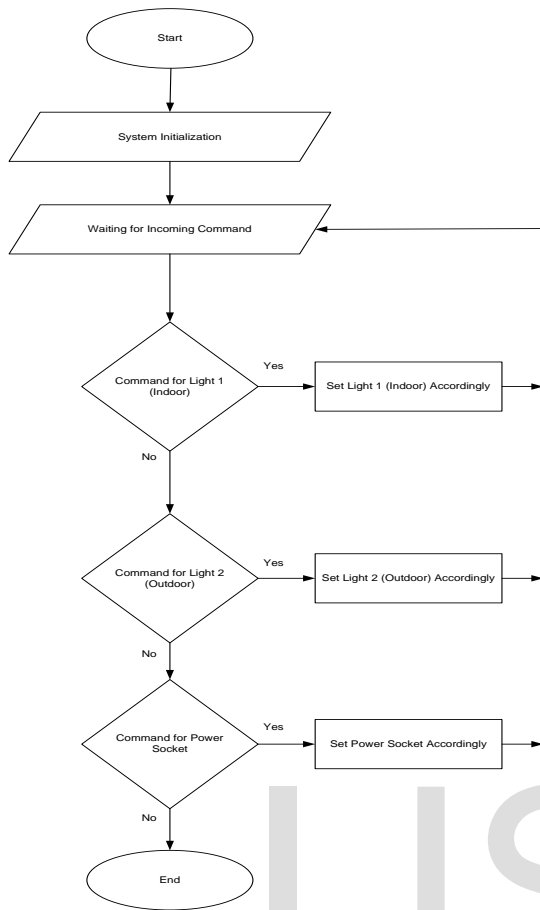 Start
System Initialization
Waiting for Incoming Command
Command for Light 1
(Indoor)
Yes
Set Light 1 (Indoor) Accordingly
No
Command for Light 2
(Outdoor)
Yes
Set Light 2 (Outdoor) Accordingly
No
Command for Power
Socket
Yes
Set Power Socket Accordingly
No
End